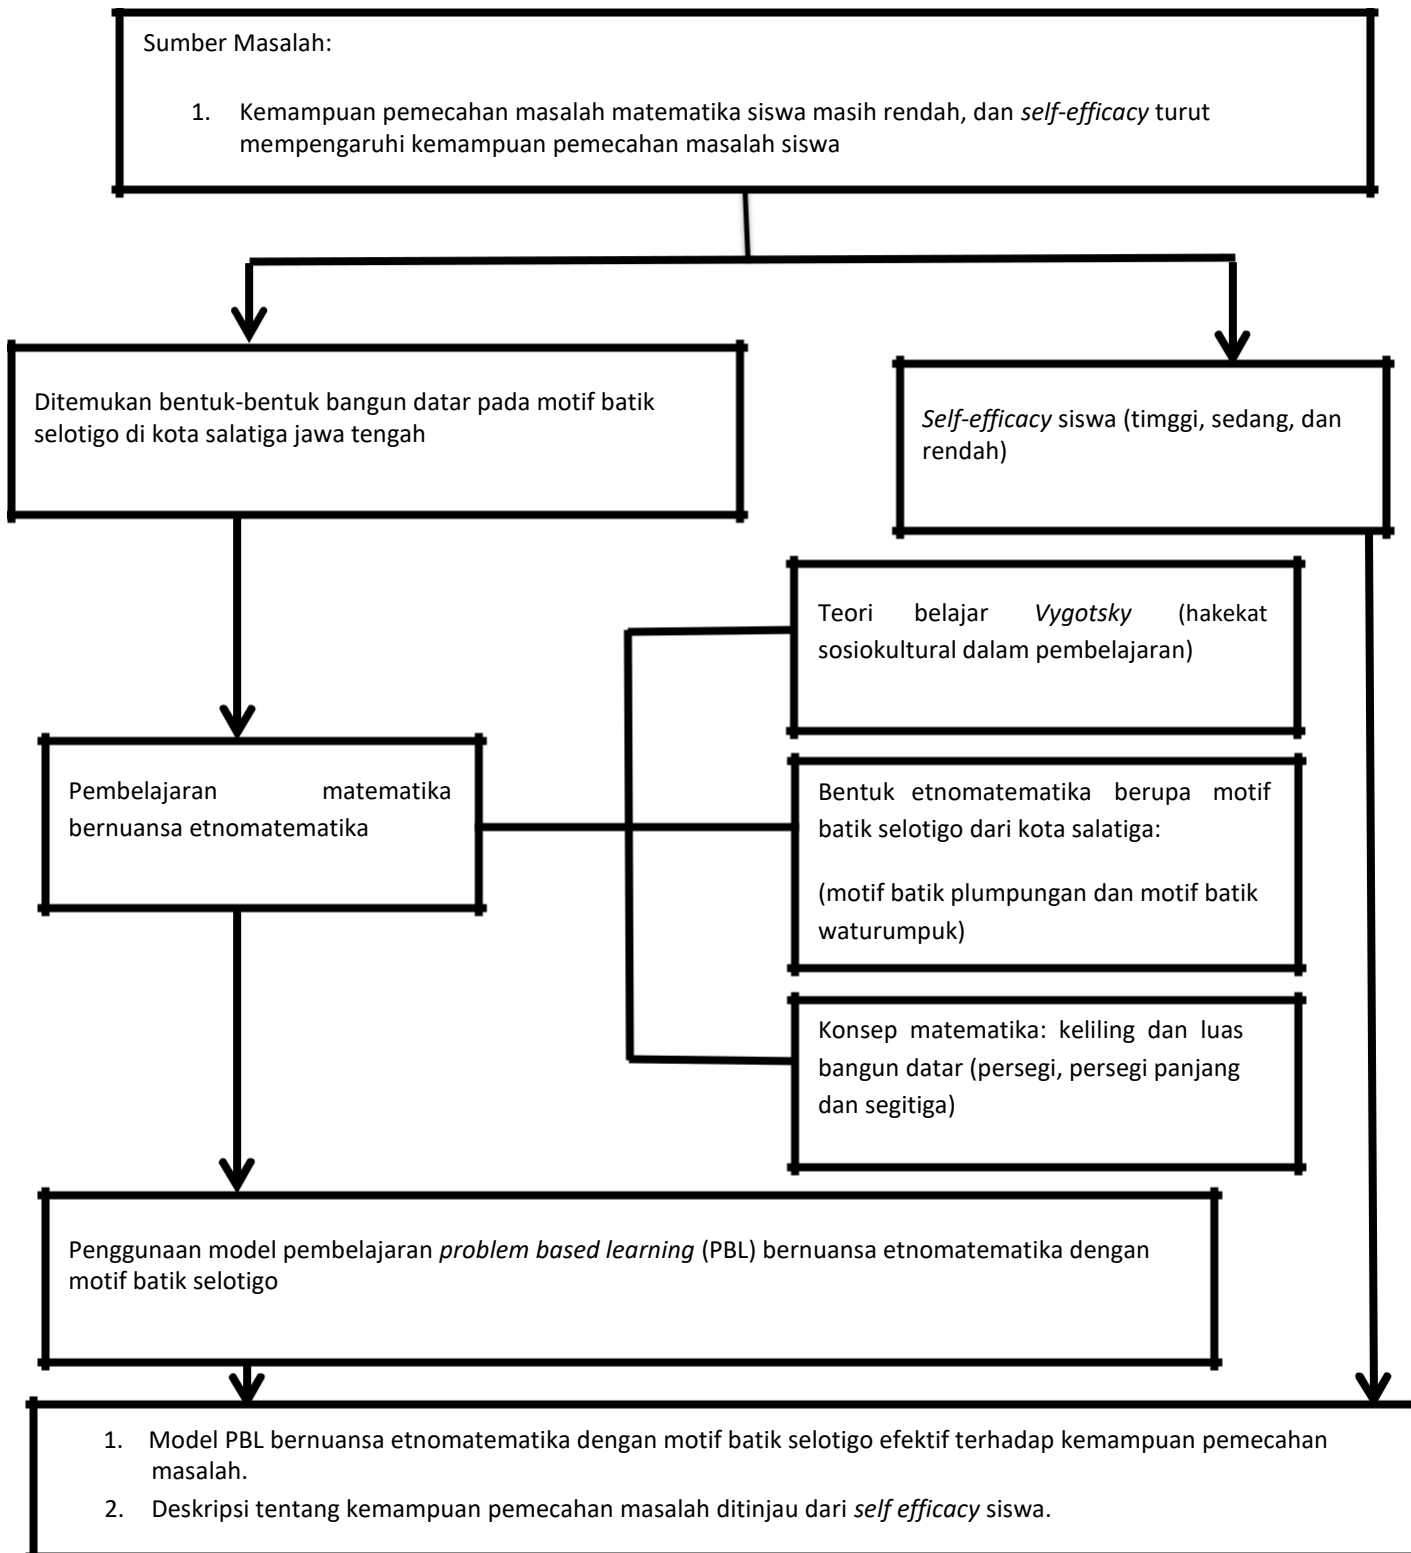 Sumber Masalah:
1. Kemampuan pemecahan masalah matematika siswa masih rendah, dan self-efficacy turut
mempengaruhi kemampuan pemecahan masalah siswa
Ditemukan bentuk-bentuk bangun datar pada motif batik
selotigo di kota salatiga jawa tengah
Self-efficacy siswa (timggi, sedang, dan
rendah)
Teori belajar Vygotsky (hakekat
sosiokultural dalam pembelajaran)
Pembelajaran matematika
bernuansa etnomatematika
Bentuk etnomatematika berupa motif
batik selotigo dari kota salatiga:
(motif batik plumpungan dan motif batik
waturumpuk)
Konsep matematika: keliling dan luas
bangun datar (persegi, persegi panjang
dan segitiga)
Penggunaan model pembelajaran problem based learning (PBL) bernuansa etnomatematika dengan
motif batik selotigo
1. Model PBL bernuansa etnomatematika dengan motif batik selotigo efektif terhadap kemampuan pemecahan
masalah.
2. Deskripsi tentang kemampuan pemecahan masalah ditinjau dari self efficacy siswa.